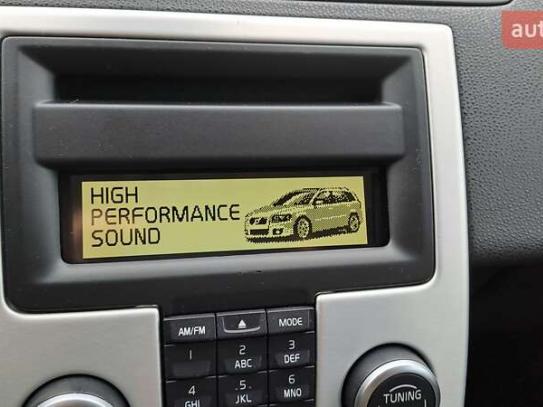 aut
HIGH
PERFORMANCE
SOUND
AM/FM
MODE
1
2
ABC
3
DEF
4
GHI
.5.
JKL
6
MNO
TUNING